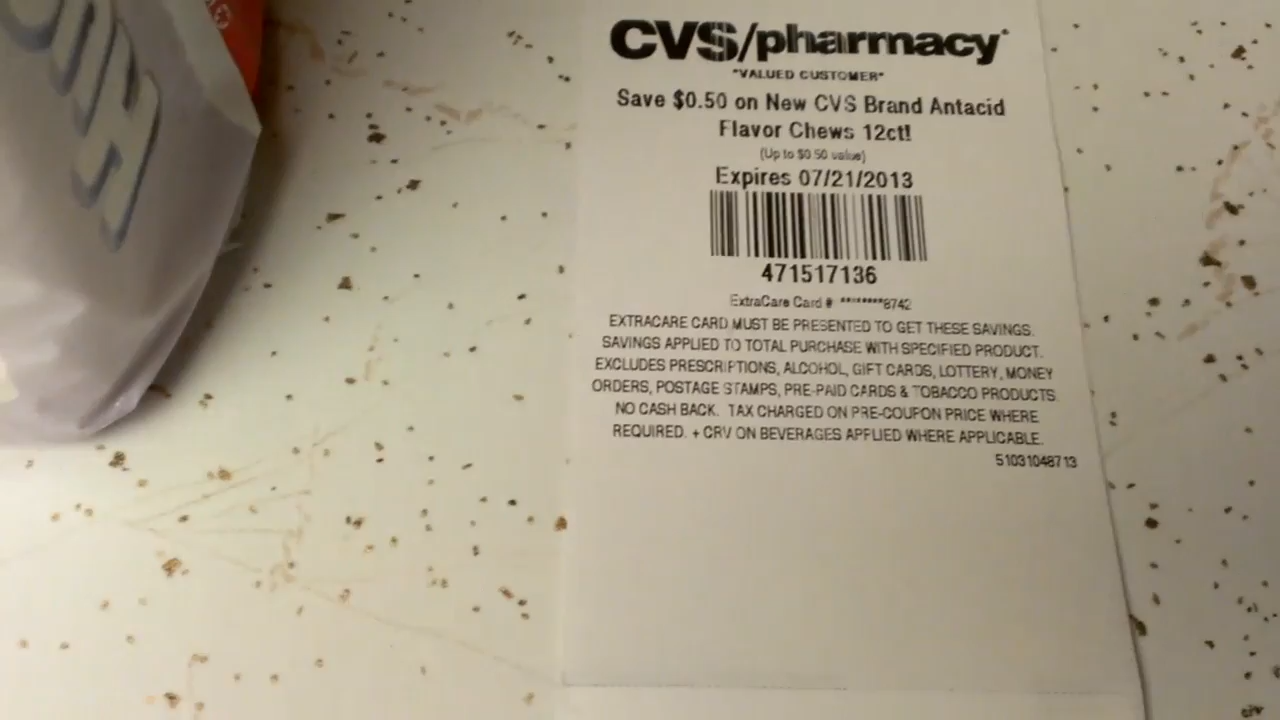 CVS/pharmacy
"VALUED CUSTOMER"
Save $0.50 on New CVS Brand Antacid
Flavor Chews 12ct!
(Up to $0.50 value)
Expires 07/21/2013
471517136
ExtraCare Card #: ********8742
EXTRACARE CARD MUST BE PRESENTED TO GET THESE SAVINGS.
SAVINGS APPLIED TO TOTAL PURCHASE WITH SPECIFIED PRODUCT.
EXCLUDES PRESCRIPTIONS, ALCOHOL, GIFT CARDS, LOTTERY, MONEY
ORDERS, POSTAGE STAMPS, PRE-PAID CARDS & TOBACCO PRODUCTS.
NO CASH BACK. TAX CHARGED ON PRE-COUPON PRICE WHERE
REQUIRED. + CRV ON BEVERAGES APPLIED WHERE APPLICABLE.
51031048713